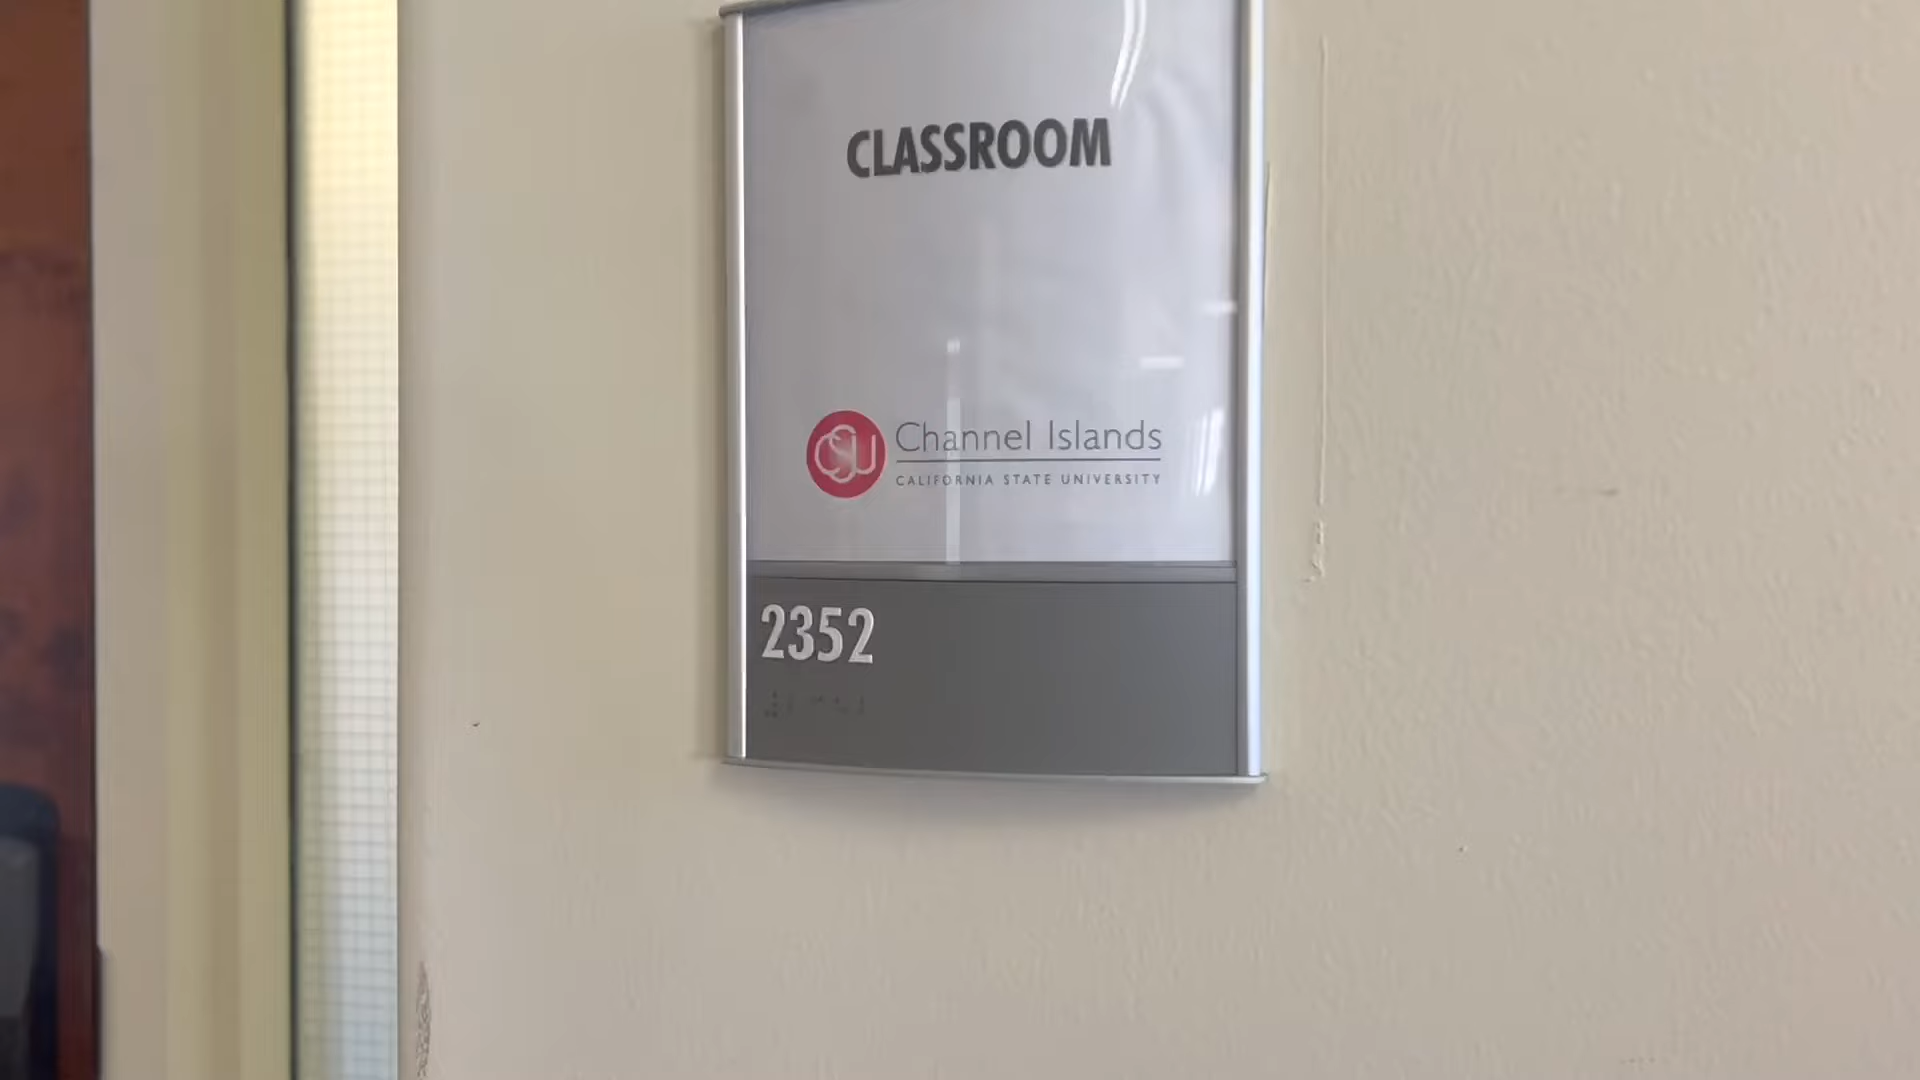 CLASSROOM
CSU
Channel Islands
CALIFORNIA STATE UNIVERSITY
2352